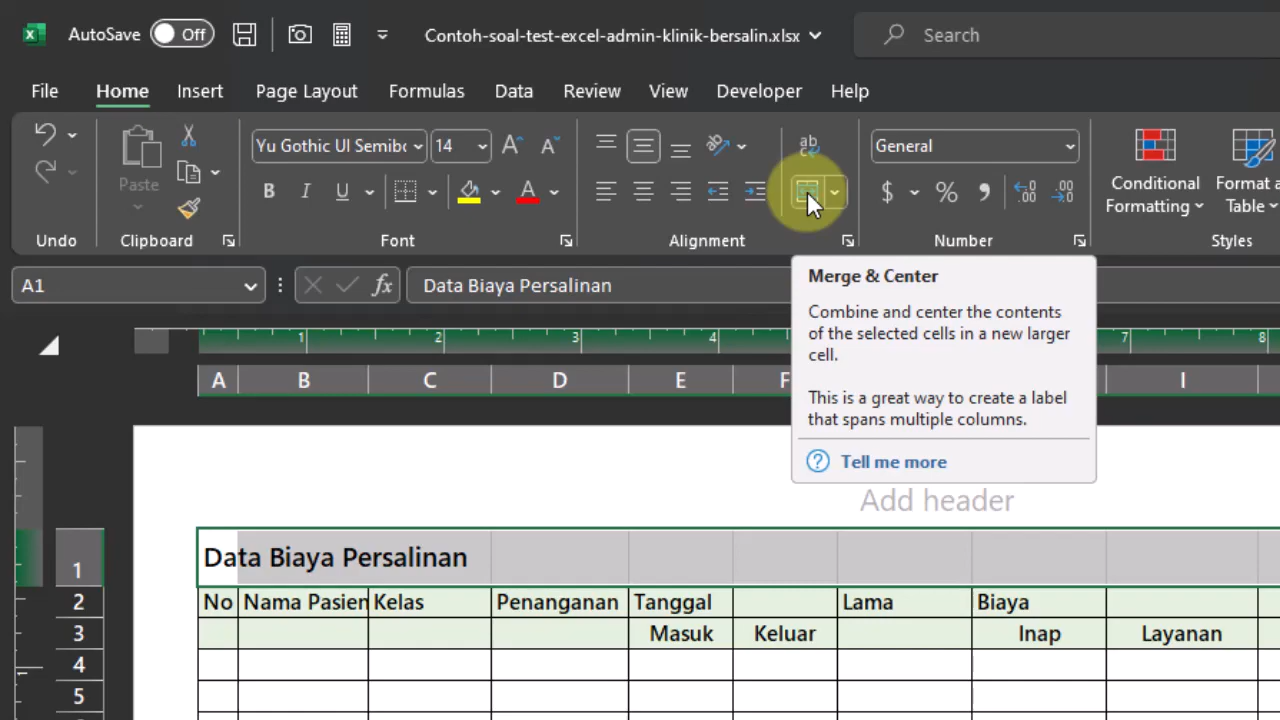 AutoSave Off Contoh-soal-test-excel-admin-klinik-bersalin.xlsx Search
File Home Insert Page Layout Formulas Data Review View Developer Help
Yu Gothic UI Semibo 14 General
Paste
B I U A $ % Conditional Formatting Format a Table
Undo Clipboard Font Alignment Number Styles
A1 fx Data Biaya Persalinan
Merge & Center
Combine and center the contents
of the selected cells in a new larger
cell.
This is a great way to create a label
that spans multiple columns.
Tell me more
1 2 3 4 7 8
A B C D E F I
Add header
1 Data Biaya Persalinan
2 No Nama Pasien Kelas Penanganan Tanggal Lama Biaya
3 Masuk Keluar Inap Layanan
4
5